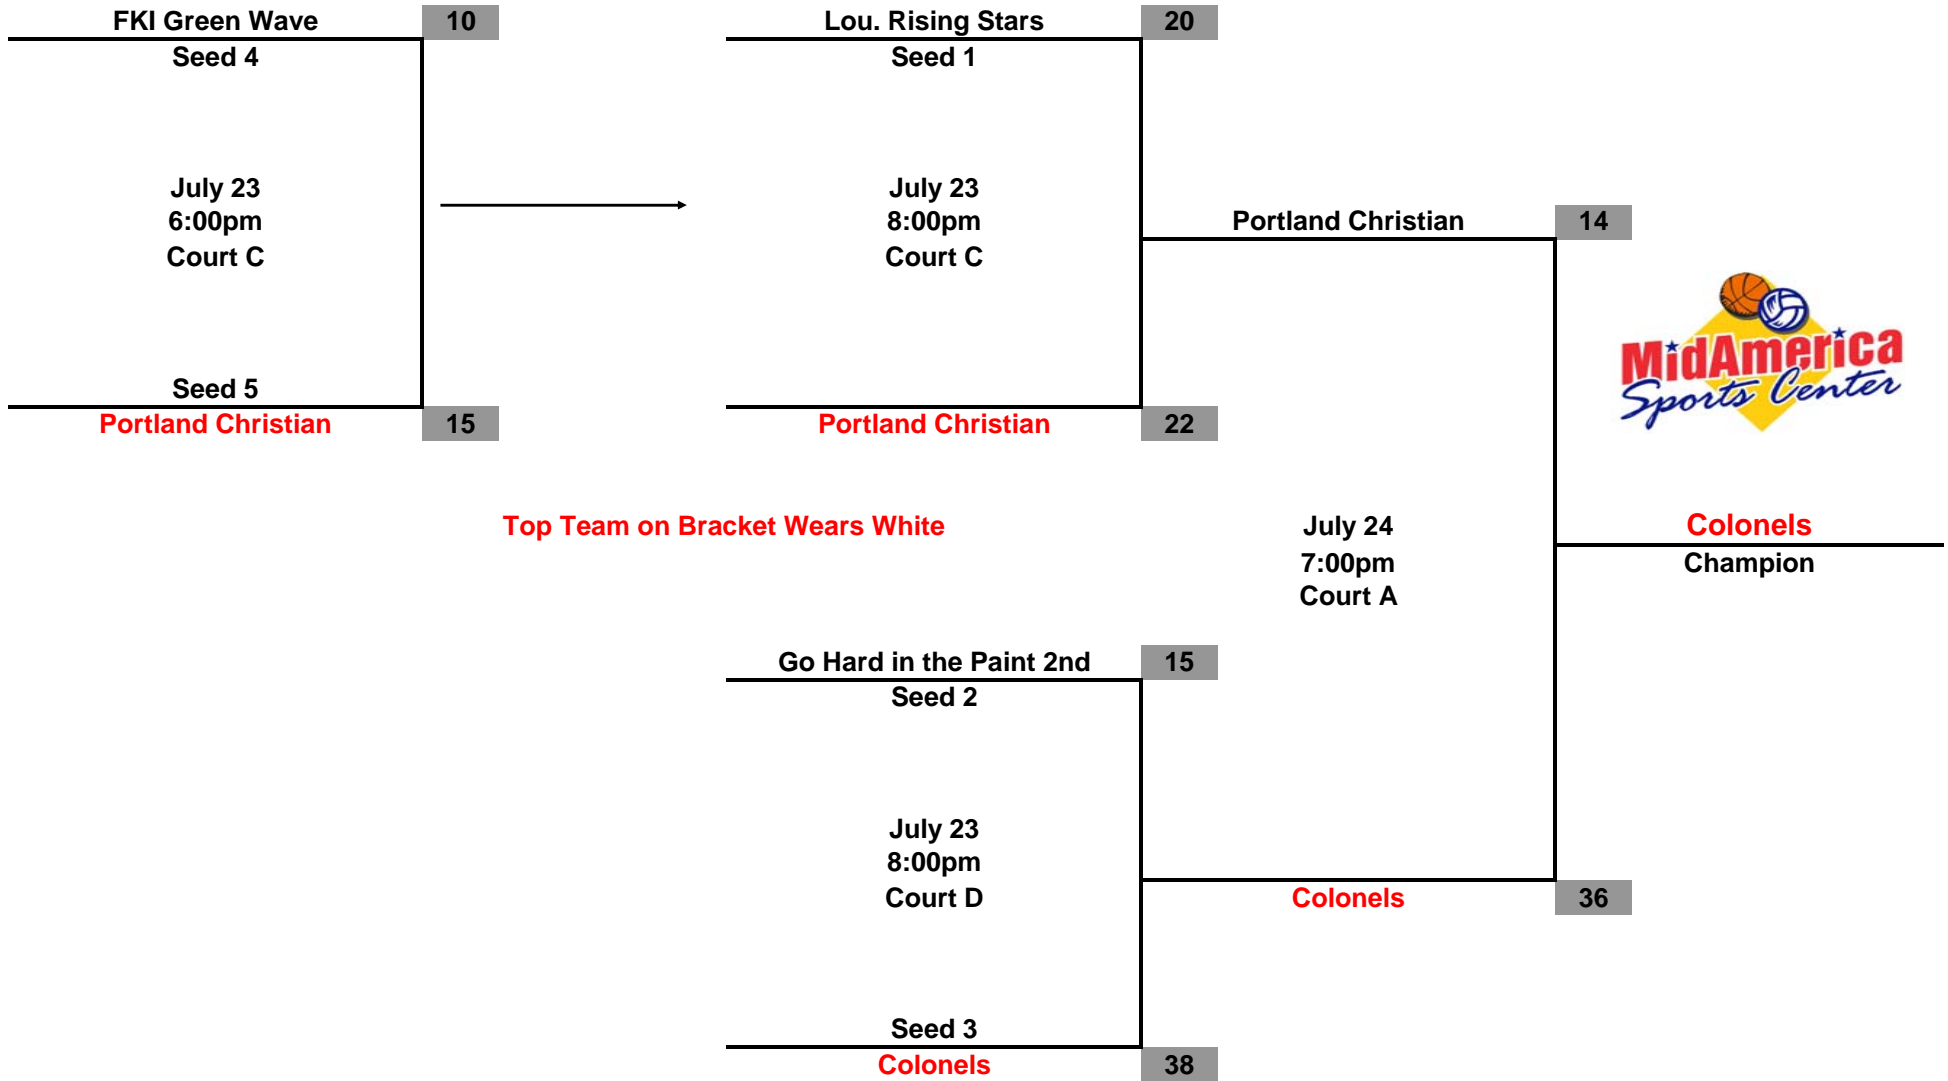 FKI Green Wave 10
Seed 4
July 23
6:00pm
Court C
Seed 5
Portland Christian 15
Lou. Rising Stars 20
Seed 1
July 23
8:00pm
Court C
Portland Christian 22
Top Team on Bracket Wears White
Go Hard in the Paint 2nd 15
Seed 2
July 23
8:00pm
Court D
Seed 3
Colonels 38
Portland Christian 14
July 24
7:00pm
Court A
Colonels 36
MidAmerica
Sports Center
Colonels
Champion